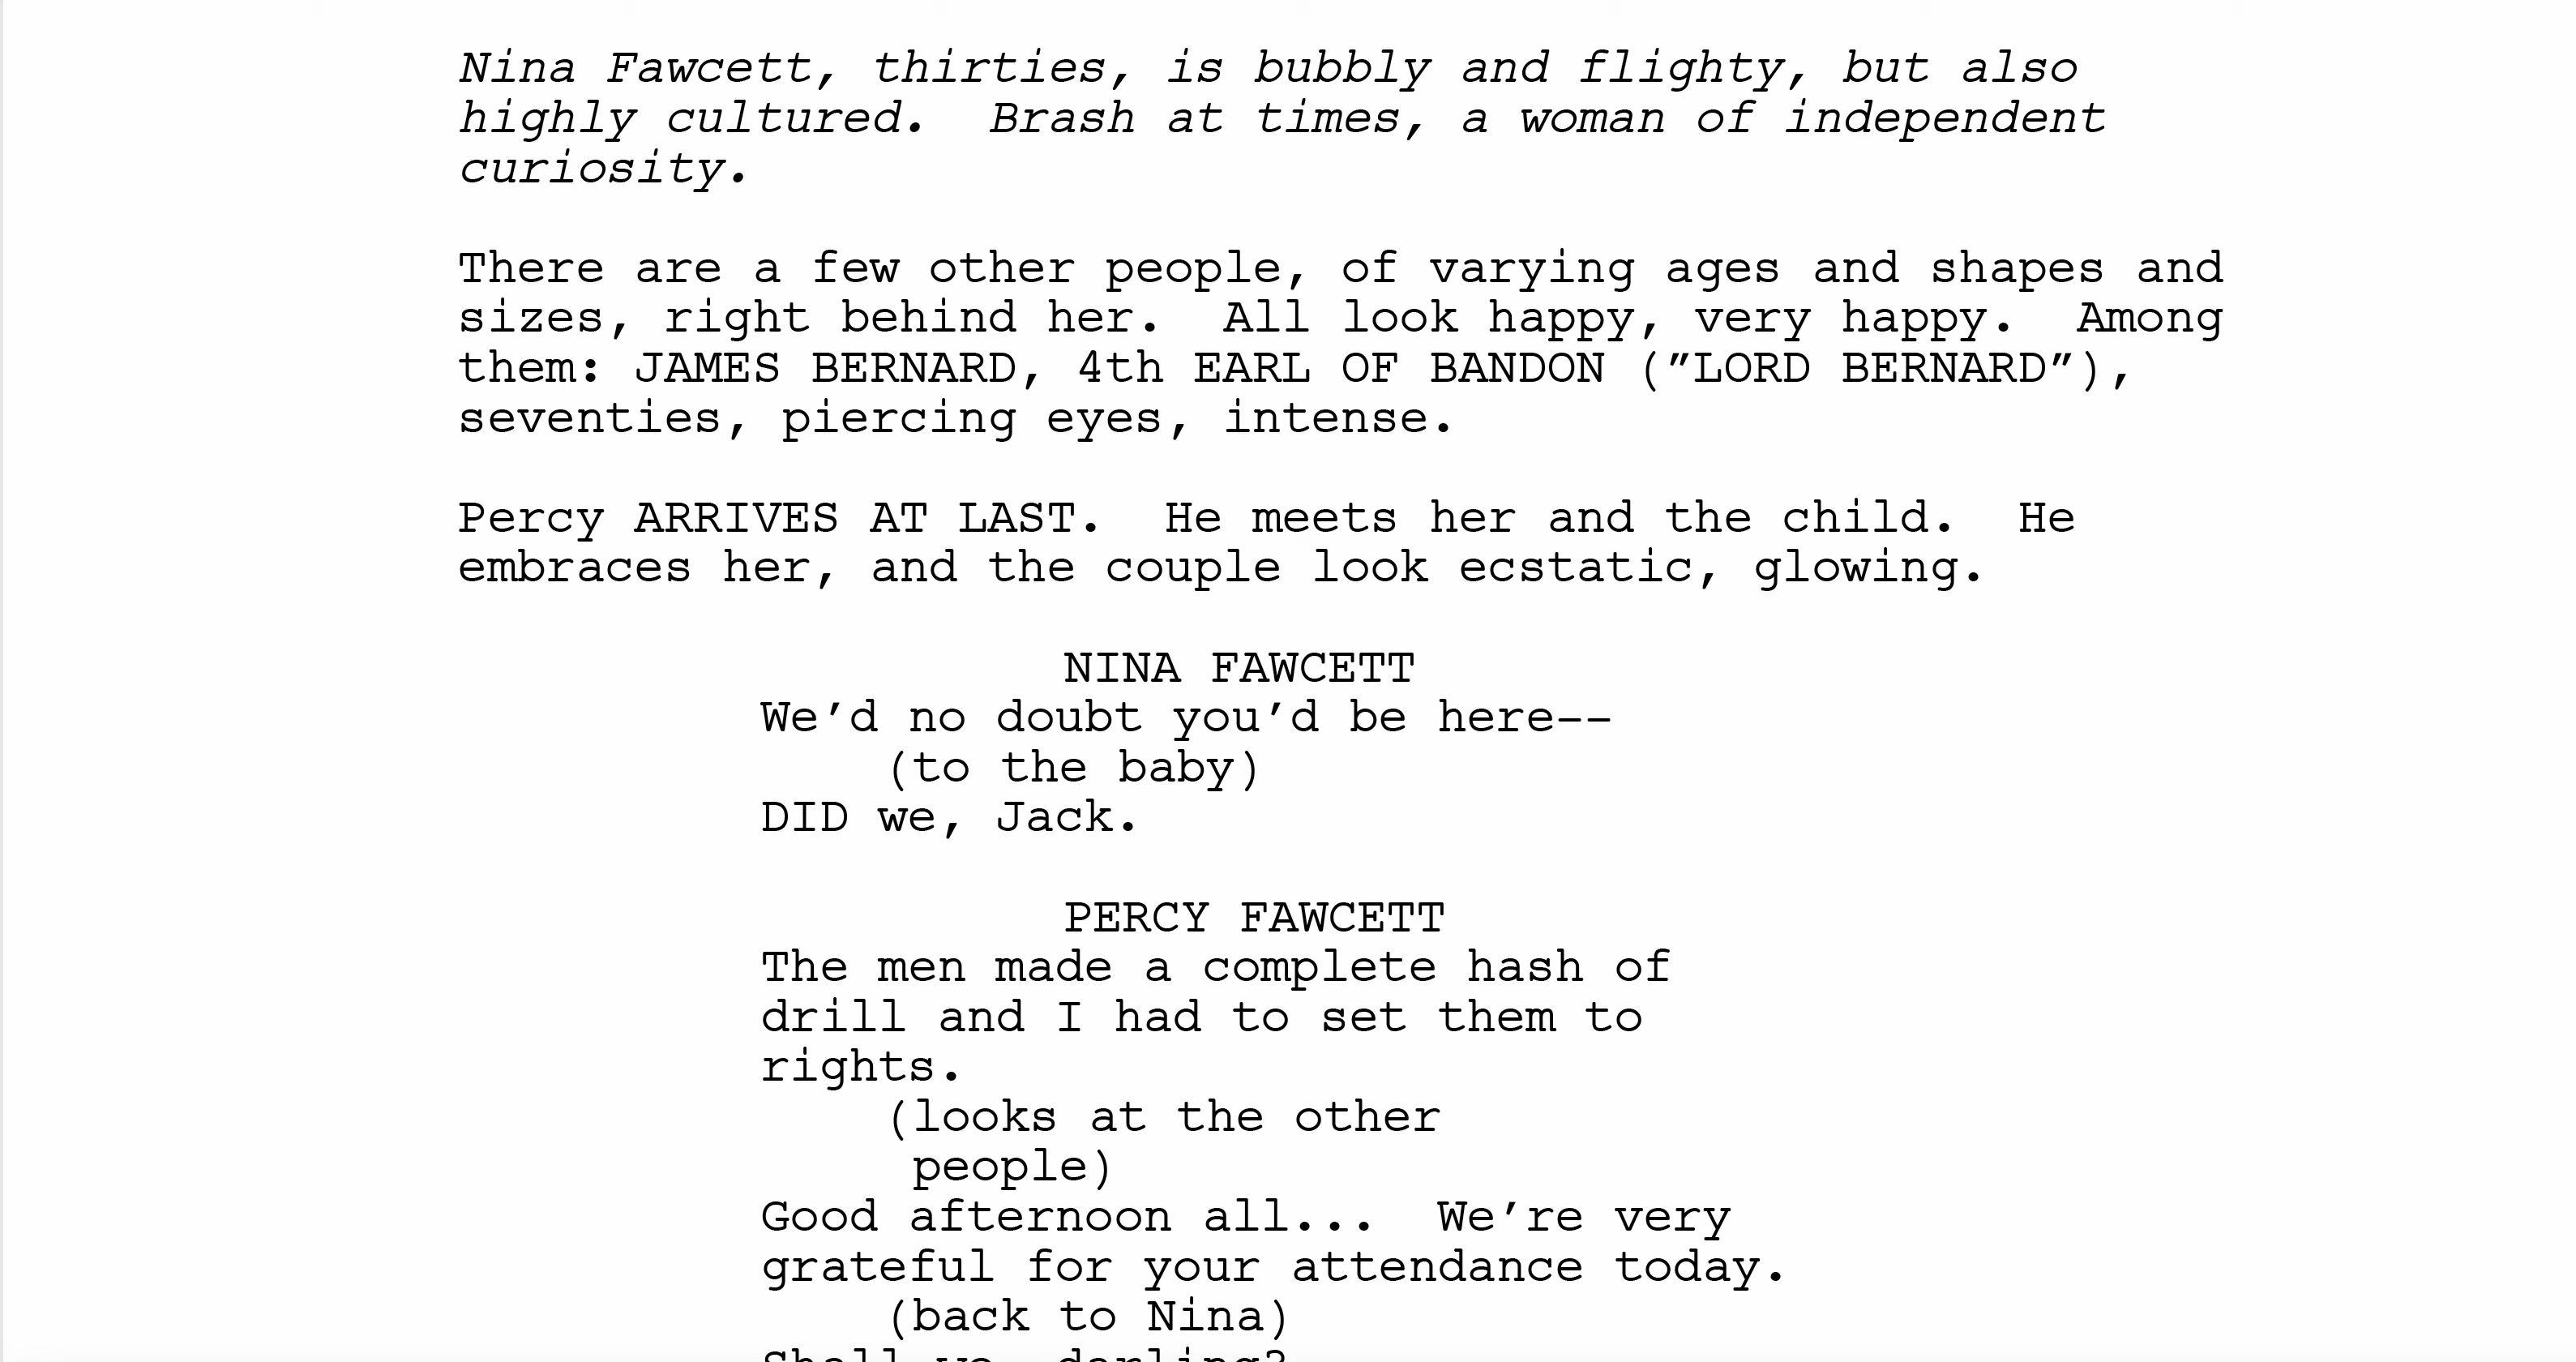 Nina Fawcett, thirties, is bubbly and flighty, but also
highly cultured.  Brash at times, a woman of independent
curiosity.
There are a few other people, of varying ages and shapes and
sizes, right behind her.  All look happy, very happy.  Among
them: JAMES BERNARD, 4th EARL OF BANDON (”LORD BERNARD”),
seventies, piercing eyes, intense.
Percy ARRIVES AT LAST.  He meets her and the child.  He
embraces her, and the couple look ecstatic, glowing.
NINA FAWCETT
We’d no doubt you’d be here--
(to the baby)
DID we, Jack.
PERCY FAWCETT
The men made a complete hash of
drill and I had to set them to
rights.
(looks at the other
people)
Good afternoon all...  We’re very
grateful for your attendance today.
(back to Nina)
Shall we, darling?